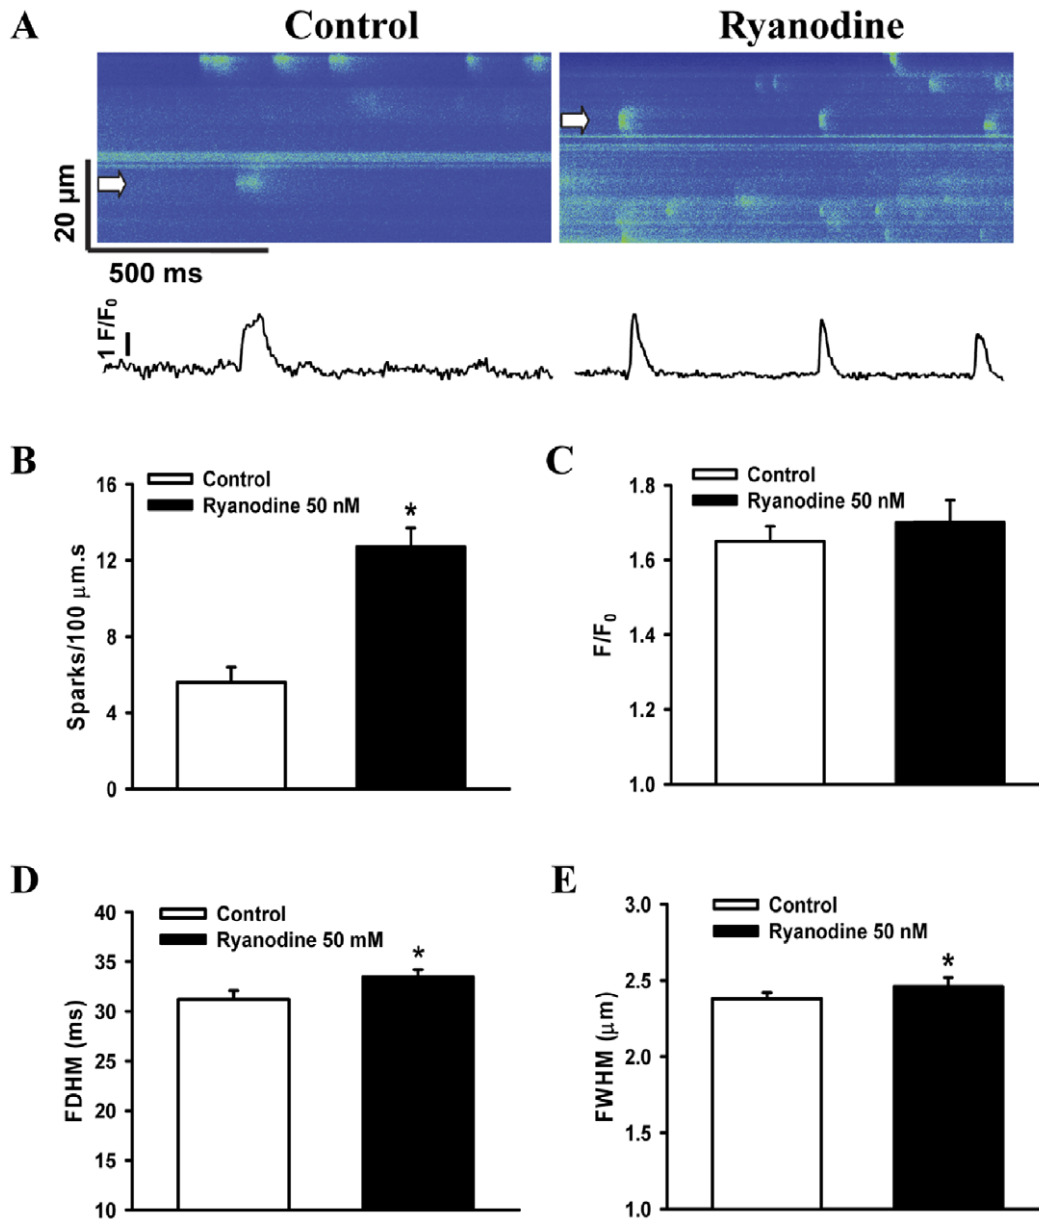 A
Control
Ryanodine
20 µm
500 ms
1 F/F0
B
Control
Ryanodine 50 nM
Sparks/100 µm.s
16
12
8
4
0
*
C
Control
Ryanodine 50 nM
F/F0
1.8
1.6
1.4
1.2
1.0
D
Control
Ryanodine 50 mM
FDHM (ms)
40
35
30
25
20
15
10
*
E
Control
Ryanodine 50 nM
FWHM (µm)
3.0
2.5
2.0
1.5
1.0
*